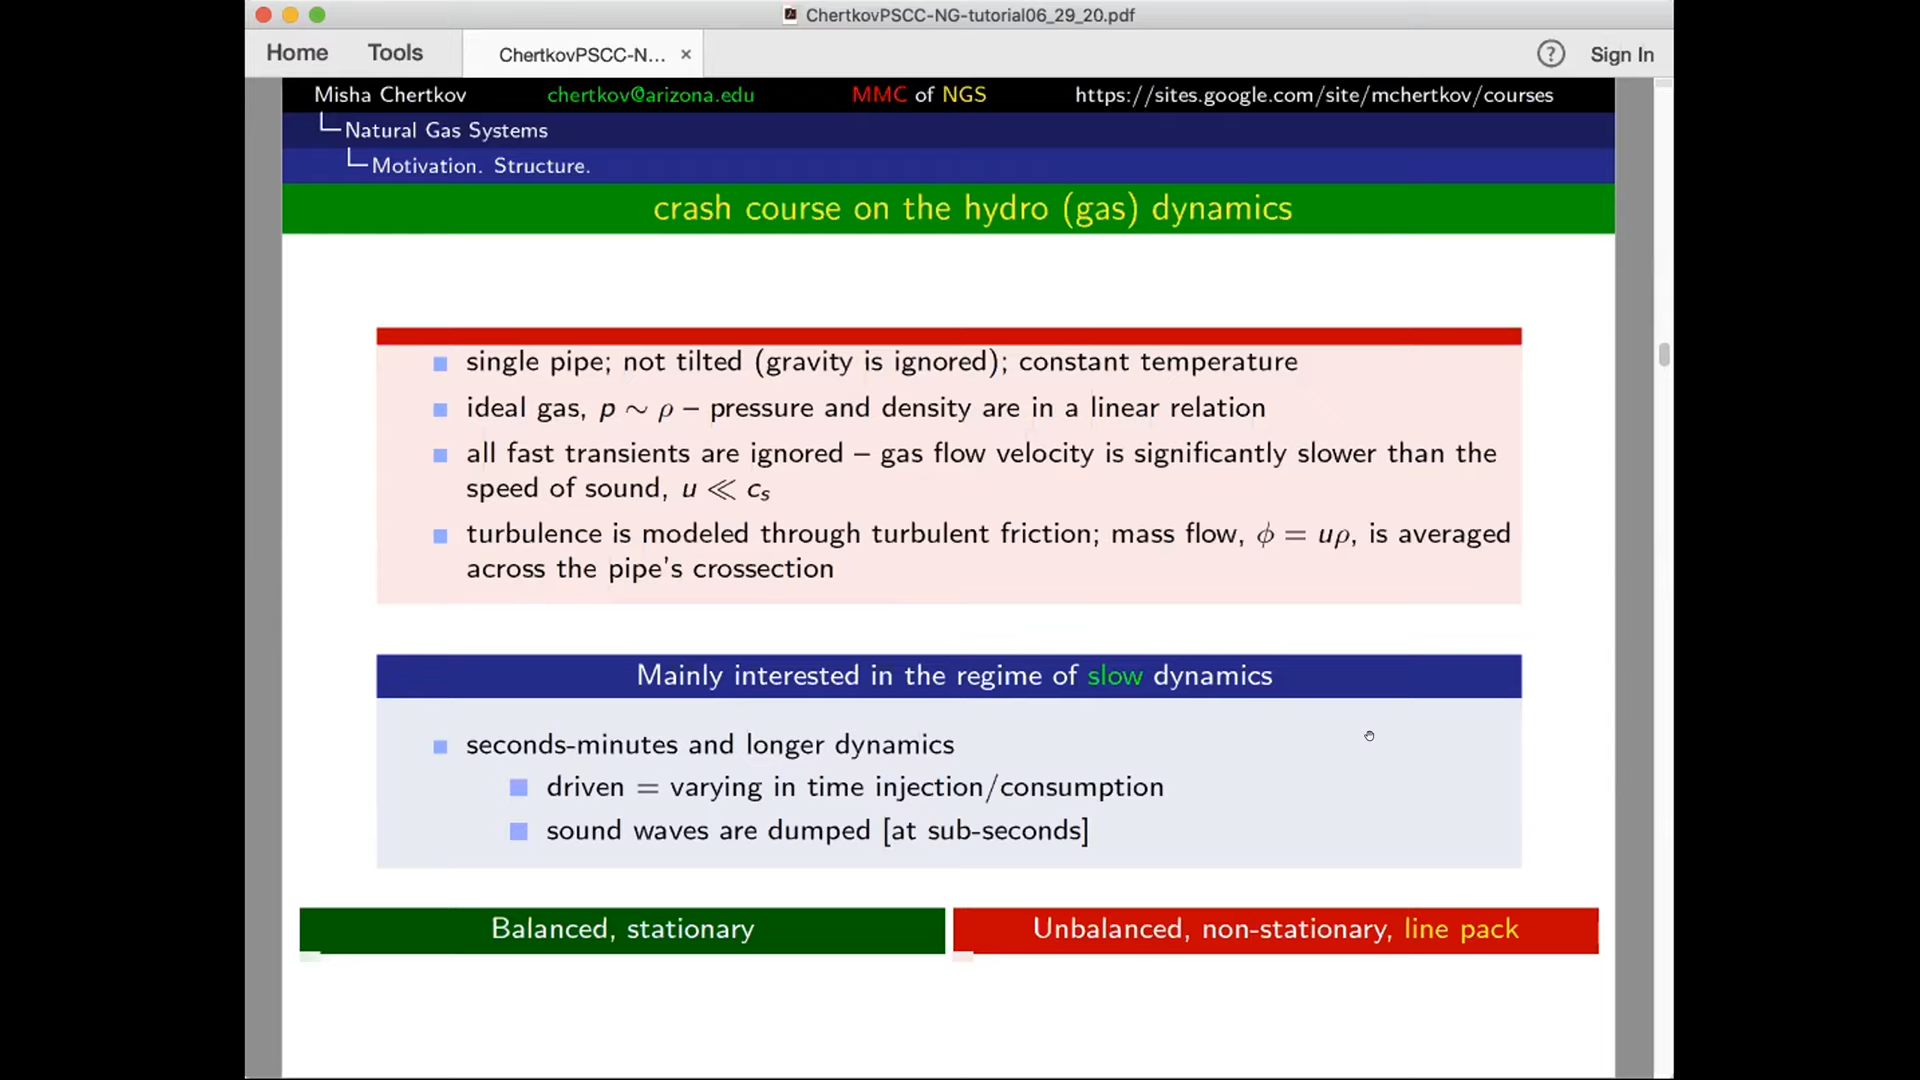 ChertkovPSCC-NG-tutorial06_29_20.pdf
Home Tools ChertkovPSCC-N... × ? Sign In
Misha Chertkov chertkov@arizona.edu MMC of NGS https://sites.google.com/site/mchertkov/courses
Natural Gas Systems
Motivation. Structure.
crash course on the hydro (gas) dynamics
single pipe; not tilted (gravity is ignored); constant temperature
ideal gas, p ∼ ρ – pressure and density are in a linear relation
all fast transients are ignored – gas flow velocity is significantly slower than the
speed of sound, u ≪ cₛ
turbulence is modeled through turbulent friction; mass flow, ϕ = uρ, is averaged
across the pipe's crossection
Mainly interested in the regime of slow dynamics
seconds-minutes and longer dynamics
driven = varying in time injection/consumption
sound waves are dumped [at sub-seconds]
Balanced, stationary
Unbalanced, non-stationary, line pack